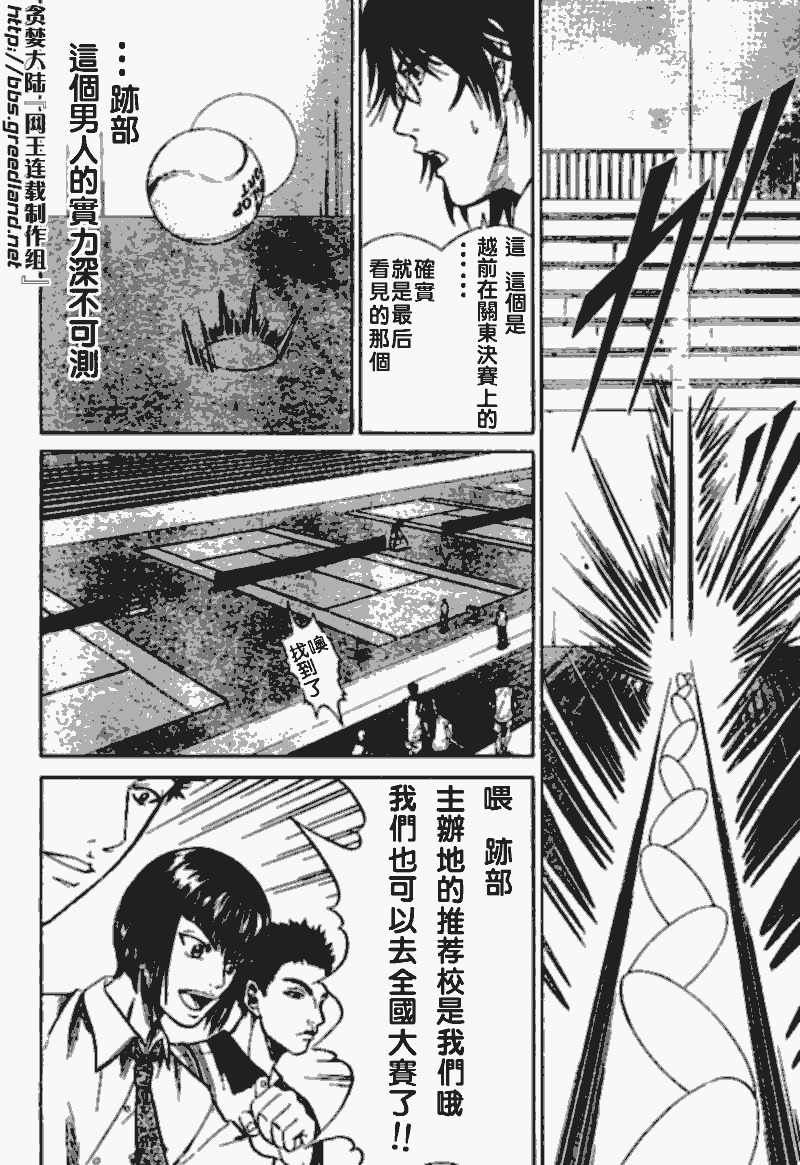 這 這個是
越前在關東決賽上的
……
確實
就是最后
看見的那個
…跡部
這個男人的實力深不可測
噢
找到了
喂 跡部
主辦地的推荐校是我們哦
我們也可以去全國大賽了!!
贪婪大陆『网王连载制作组』
http://bbs.greedland.net